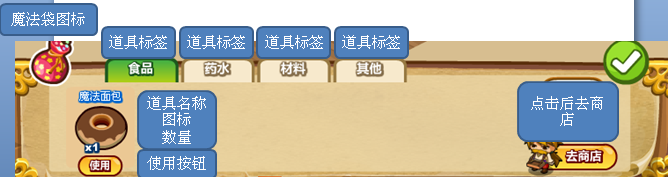 魔法袋图标
道具标签
道具标签
道具标签
道具标签
食品
药水
材料
其他
魔法面包
x1
使用
道具名称
图标
数量
使用按钮
点击后去商
店
去商店